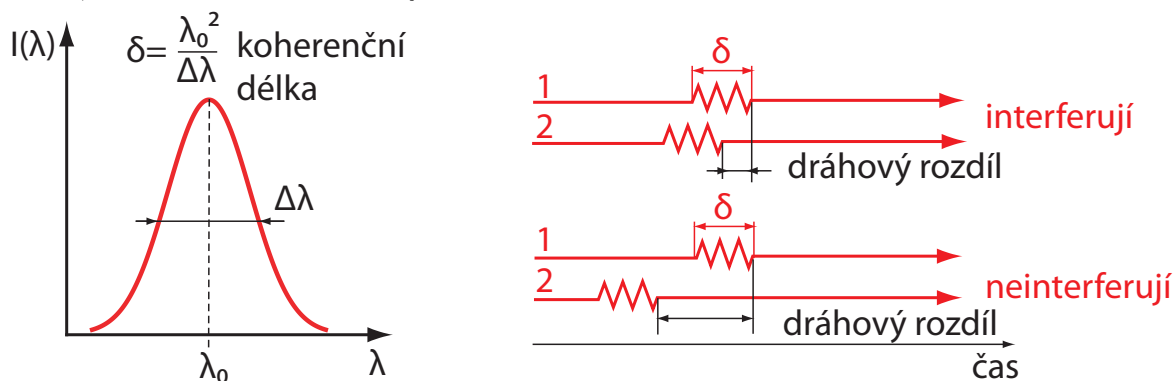 I(λ)
δ= λ₀² / Δλ koherenční
délka
Δλ
λ₀
λ
δ
1
2
interferují
dráhový rozdíl
δ
1
2
neinterferují
dráhový rozdíl
čas